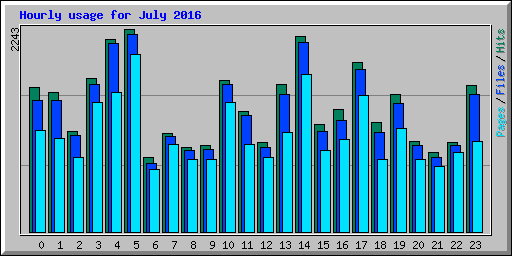 Hourly usage for July 2016
2243
Pages/Files/Hits
0 1 2 3 4 5 6 7 8 9 10 11 12 13 14 15 16 17 18 19 20 21 22 23